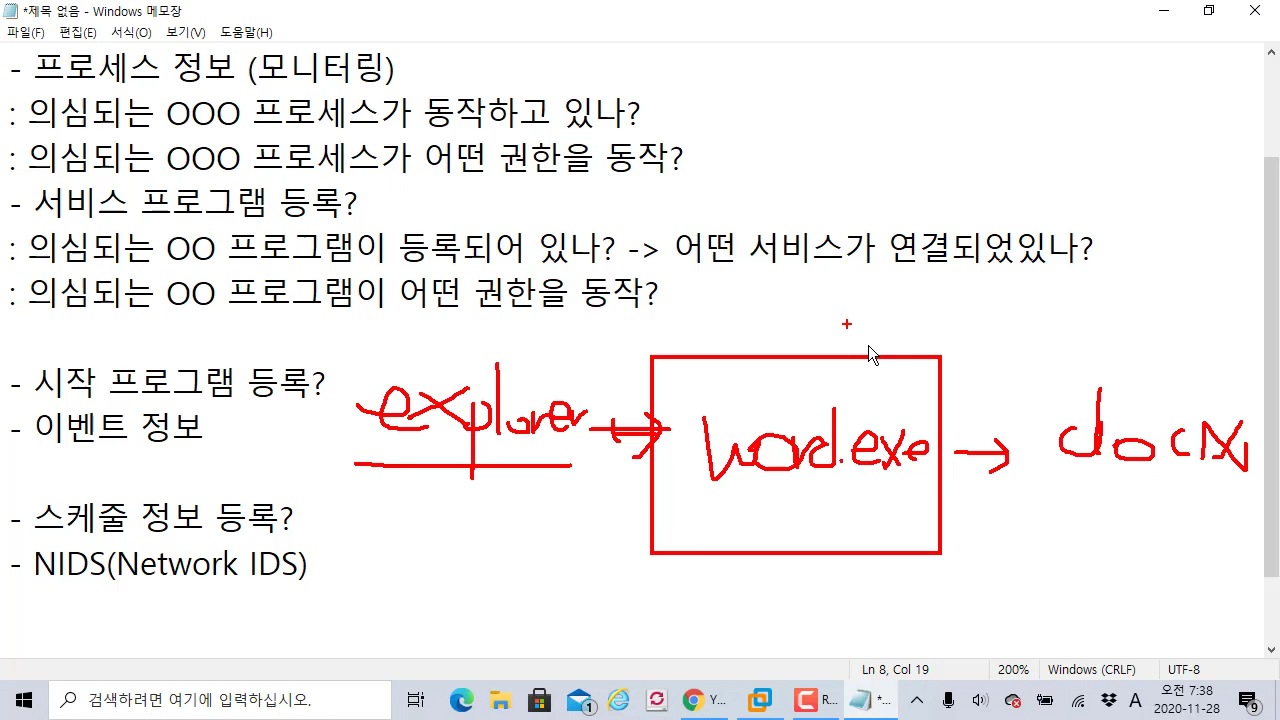 *제목 없음 - Windows 메모장
파일(F) 편집(E) 서식(O) 보기(V) 도움말(H)
- 프로세스 정보 (모니터링)
: 의심되는 OOO 프로세스가 동작하고 있나?
: 의심되는 OOO 프로세스가 어떤 권한을 동작?
- 서비스 프로그램 등록?
: 의심되는 OO 프로그램이 등록되어 있나? -> 어떤 서비스가 연결되었있나?
: 의심되는 OO 프로그램이 어떤 권한을 동작?
- 시작 프로그램 등록?
explorer
word.exe → docx
- 이벤트 정보
- 스케줄 정보 등록?
- NIDS(Network IDS)
Ln 8, Col 19 200% Windows (CRLF) UTF-8
검색하려면 여기에 입력하십시오.
1
Y...
R...
*...
A
오전 7:38
2020-11-28
9